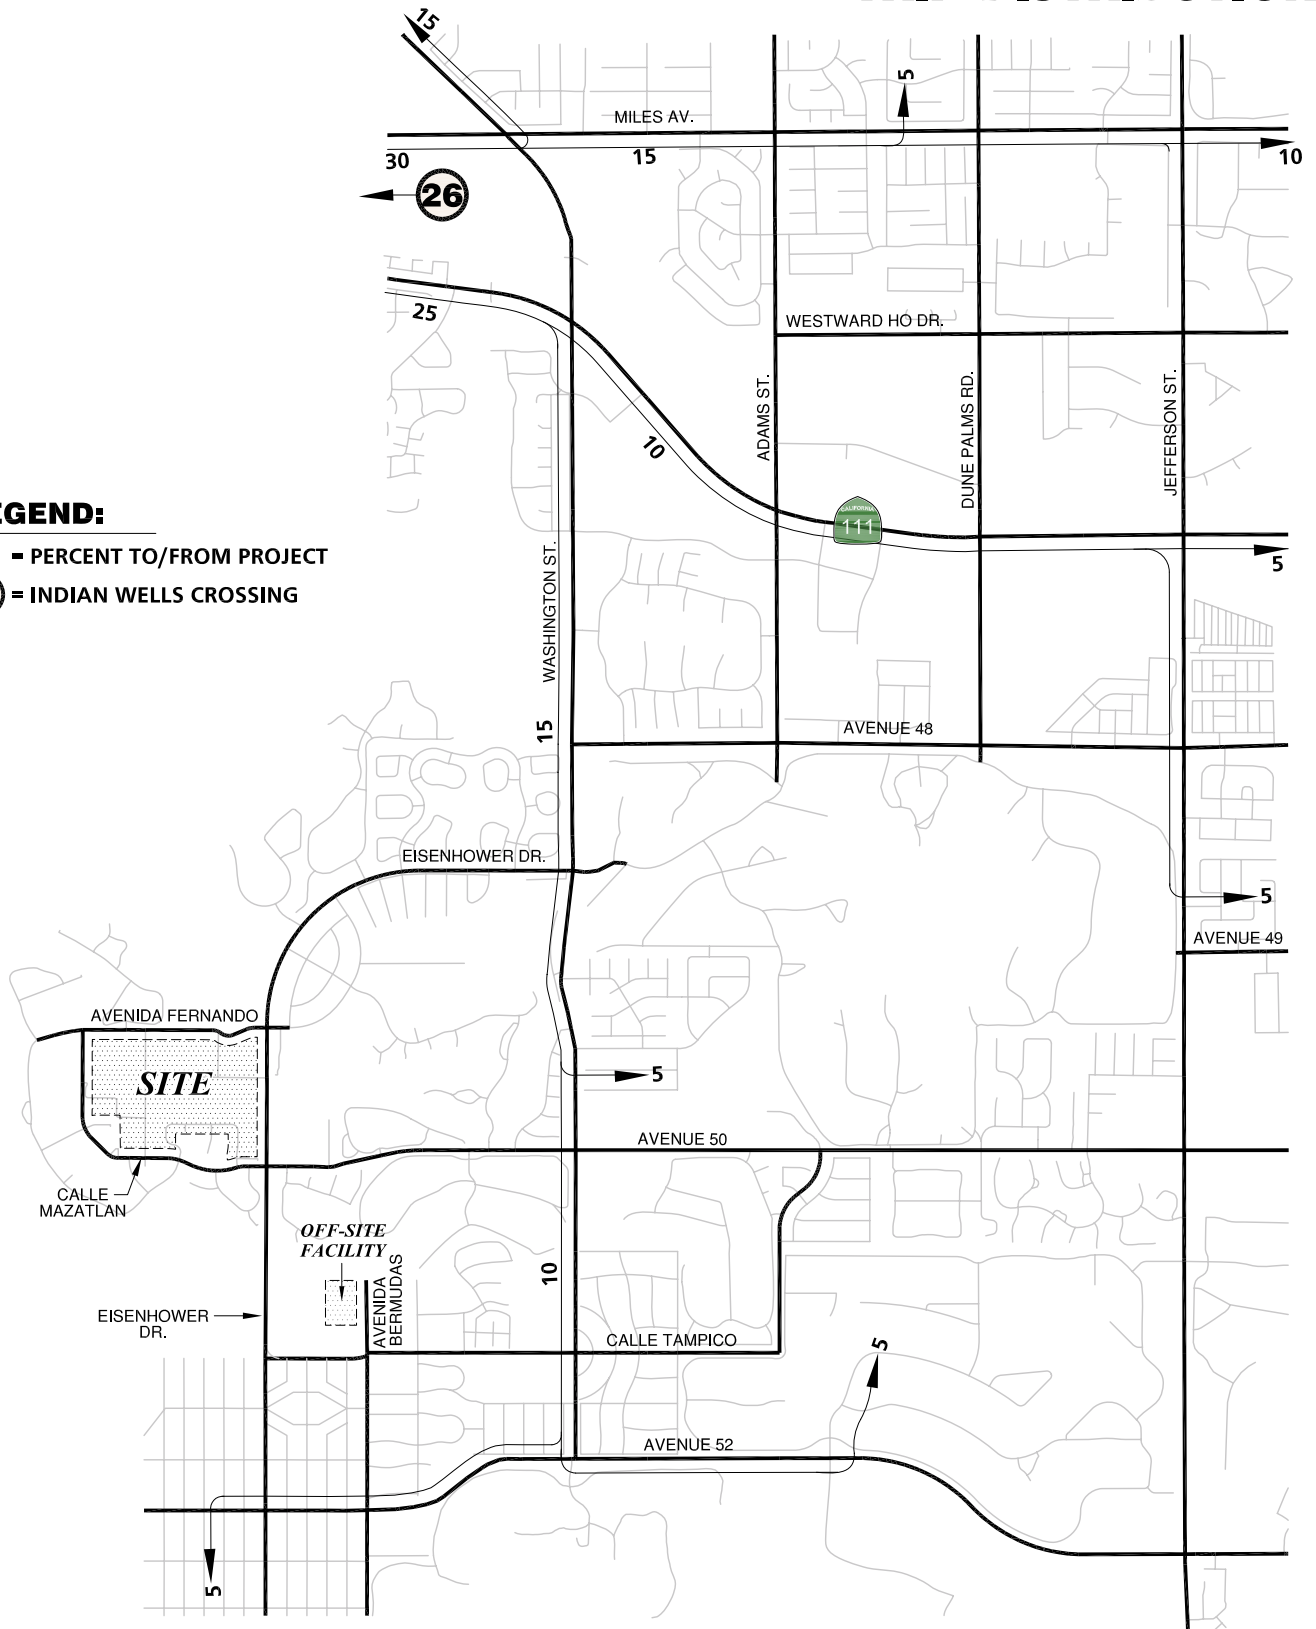 15
MILES AV.
5
30
15
10
26
25
WESTWARD HO DR.
ADAMS ST.
DUNE PALMS RD.
JEFFERSON ST.
10
CALIFORNIA
111
5
= PERCENT TO/FROM PROJECT
= INDIAN WELLS CROSSING
WASHINGTON ST.
15
AVENUE 48
EISENHOWER DR.
5
AVENUE 49
AVENIDA FERNANDO
SITE
5
AVENUE 50
CALLE
MAZATLAN
OFF-SITE
FACILITY
AVENIDA
BERMUDAS
10
EISENHOWER
DR.
CALLE TAMPICO
5
AVENUE 52
5